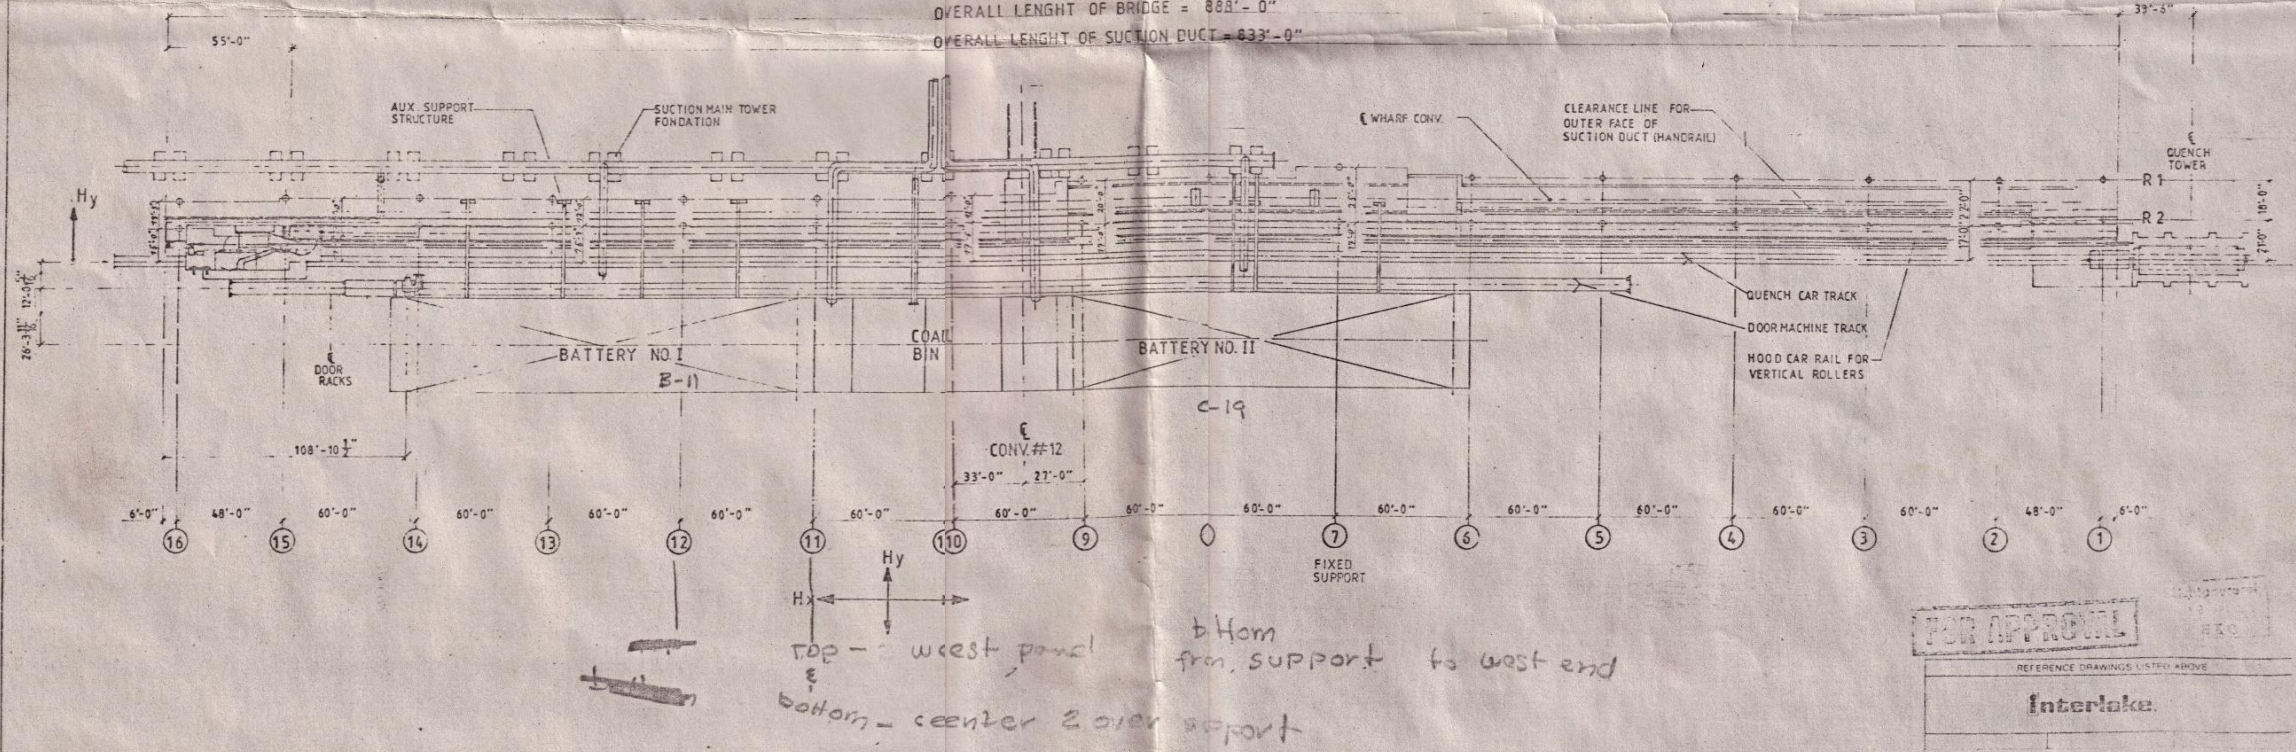 OVERALL LENGHT OF BRIDGE = 888'-0"
39'-6"
55'-0"
OVERALL LENGHT OF SUCTION DUCT = 833'-0"
AUX. SUPPORT
STRUCTURE
SUCTION MAIN TOWER
FONDATION
℄ WHARF CONV.
CLEARANCE LINE FOR
OUTER FACE OF
SUCTION DUCT (HANDRAIL)
℄
QUENCH
TOWER
R 1
R 2
Hy
18'-0"
21'-0"
QUENCH CAR TRACK
DOOR MACHINE TRACK
HOOD CAR RAIL FOR
VERTICAL ROLLERS
COAL
BIN
BATTERY NO. I
BATTERY NO. II
℄
DOOR
RACKS
B-11
C-19
108'-10 1/2"
℄
CONV. #12
33'-0" 27'-0"
6'-0" 48'-0" 60'-0" 60'-0" 60'-0" 60'-0" 60'-0" 60'-0" 60'-0" 60'-0" 60'-0" 60'-0" 60'-0" 60'-0" 60'-0" 48'-0" 6'-0"
16 15 14 13 12 11 110 9 7 6 5 4 3 2 1
FIXED
SUPPORT
Hy
Hx
FOR APPROVAL
Top - west
support to west end
&
bottom - ceenter 2 over support
REFERENCE DRAWINGS LISTED ABOVE
Interlake.